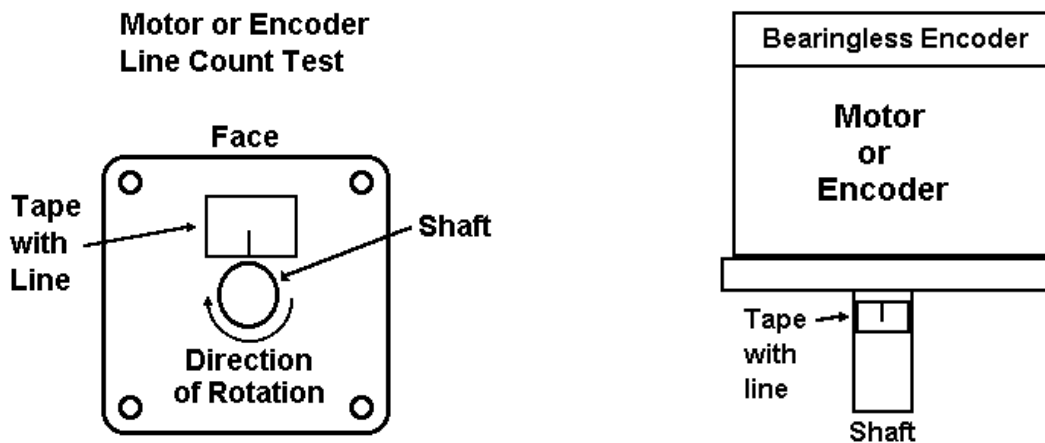 Motor or Encoder
Line Count Test
Face
Tape
with
Line
Shaft
Direction
of Rotation
Bearingless Encoder
Motor
or
Encoder
Tape
with
line
Shaft